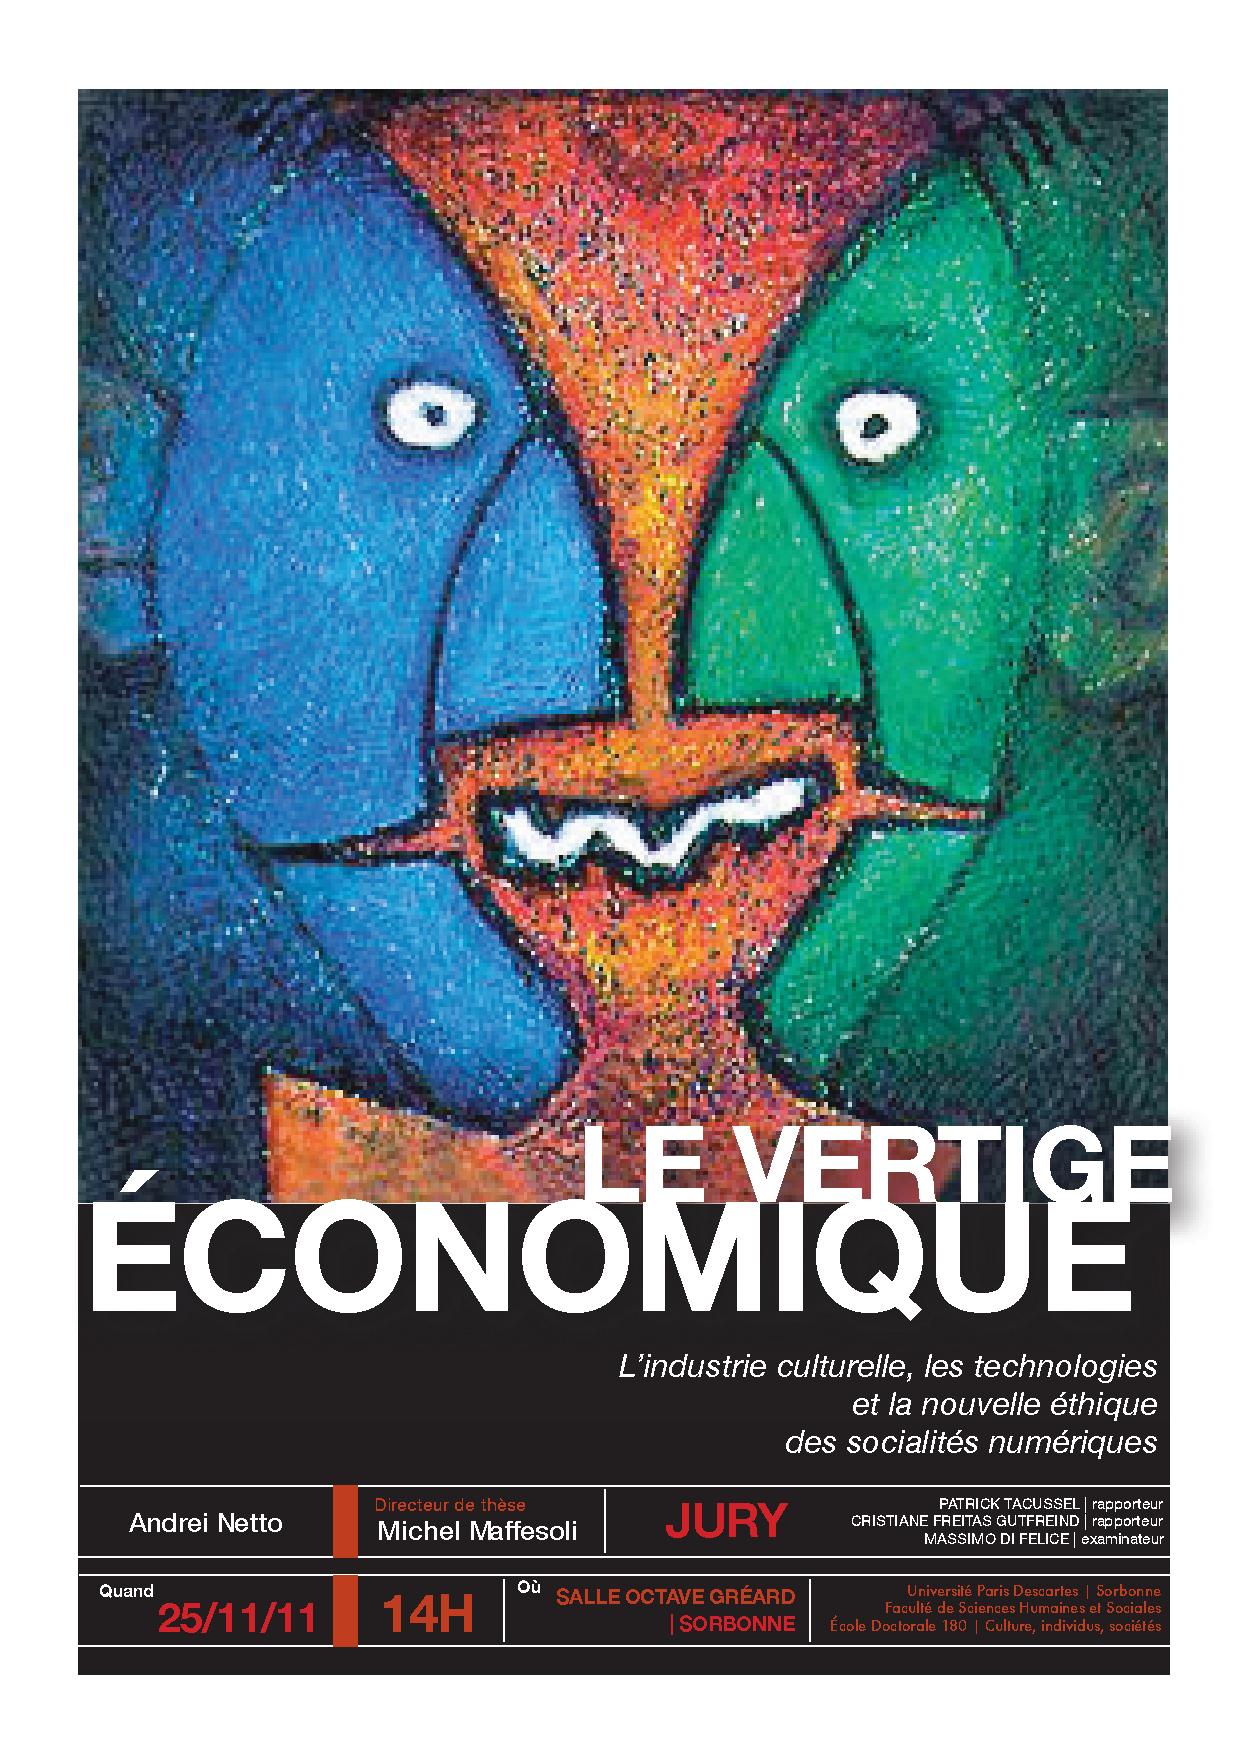 LE VERTIGE
ÉCONOMIQUE
L'industrie culturelle, les technologies
et la nouvelle éthique
des socialités numériques
Andrei Netto
Directeur de thèse
Michel Maffesoli
JURY
PATRICK TACUSSEL | rapporteur
CRISTIANE FREITAS GUTFREIND | rapporteur
MASSIMO DI FELICE | examinateur
Quand
25/11/11
14H
Où
SALLE OCTAVE GRÉARD
| SORBONNE
Université Paris Descartes | Sorbonne
Faculté de Sciences Humaines et Sociales
École Doctorale 180 | Culture, individus, sociétés